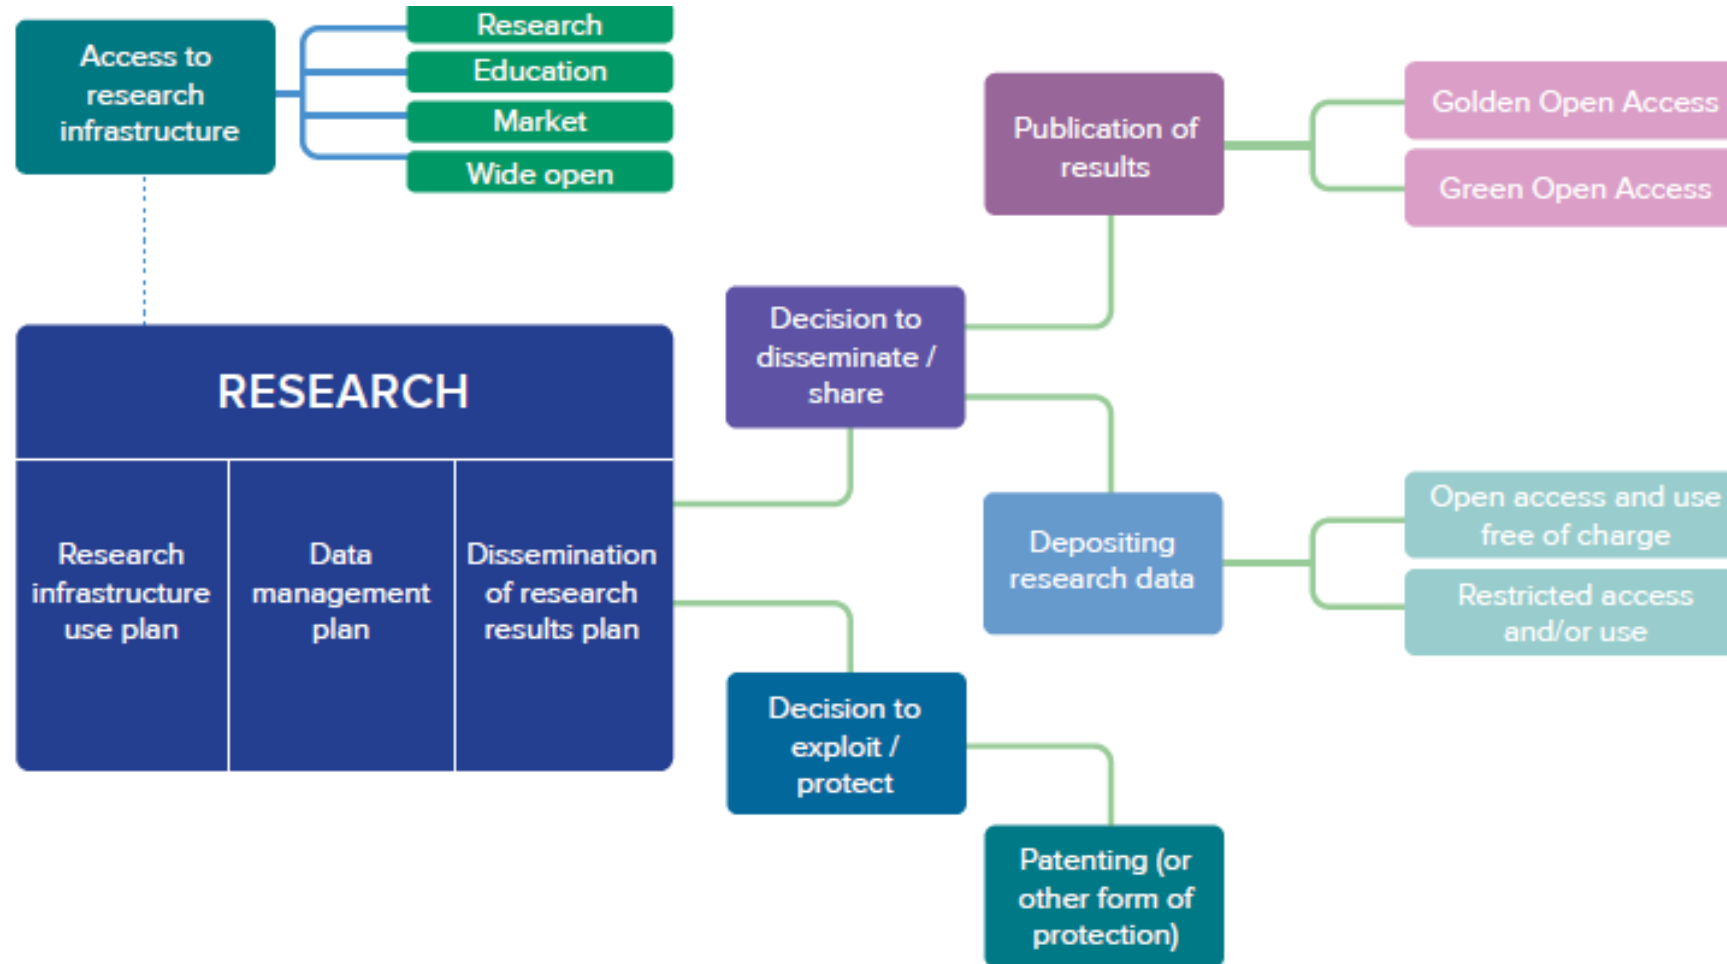 Access to
research
infrastructure
Research
Education
Market
Wide open
RESEARCH
Research
infrastructure
use plan
Data
management
plan
Dissemination
of research
results plan
Decision to
disseminate /
share
Decision to
exploit /
protect
Publication of
results
Depositing
research data
Patenting (or
other form of
protection)
Golden Open Access
Green Open Access
Open access and use
free of charge
Restricted access
and/or use